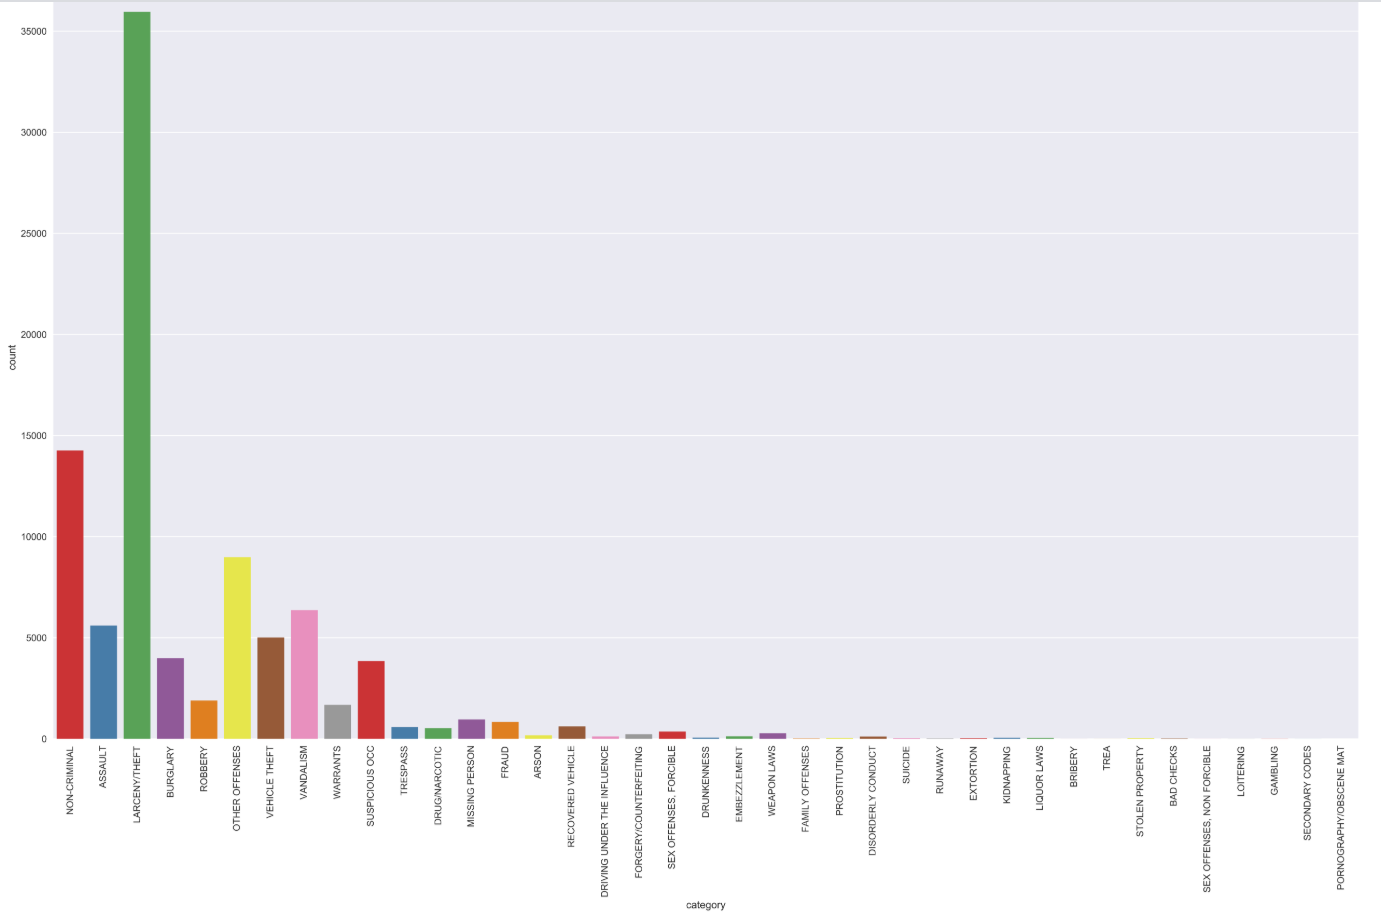 35000
30000
25000
20000
15000
10000
5000
0
count
NON-CRIMINAL
ASSAULT
LARCENY/THEFT
BURGLARY
ROBBERY
OTHER OFFENSES
VEHICLE THEFT
VANDALISM
WARRANTS
SUSPICIOUS OCC
TRESPASS
DRUG/NARCOTIC
MISSING PERSON
FRAUD
ARSON
RECOVERED VEHICLE
DRIVING UNDER THE INFLUENCE
FORGERY/COUNTERFEITING
SEX OFFENSES, FORCIBLE
DRUNKENNESS
EMBEZZLEMENT
WEAPON LAWS
FAMILY OFFENSES
PROSTITUTION
DISORDERLY CONDUCT
SUICIDE
RUNAWAY
EXTORTION
KIDNAPPING
LIQUOR LAWS
BRIBERY
TREA
STOLEN PROPERTY
BAD CHECKS
SEX OFFENSES, NON FORCIBLE
LOITERING
GAMBLING
SECONDARY CODES
PORNOGRAPHY/OBSCENE MAT
category